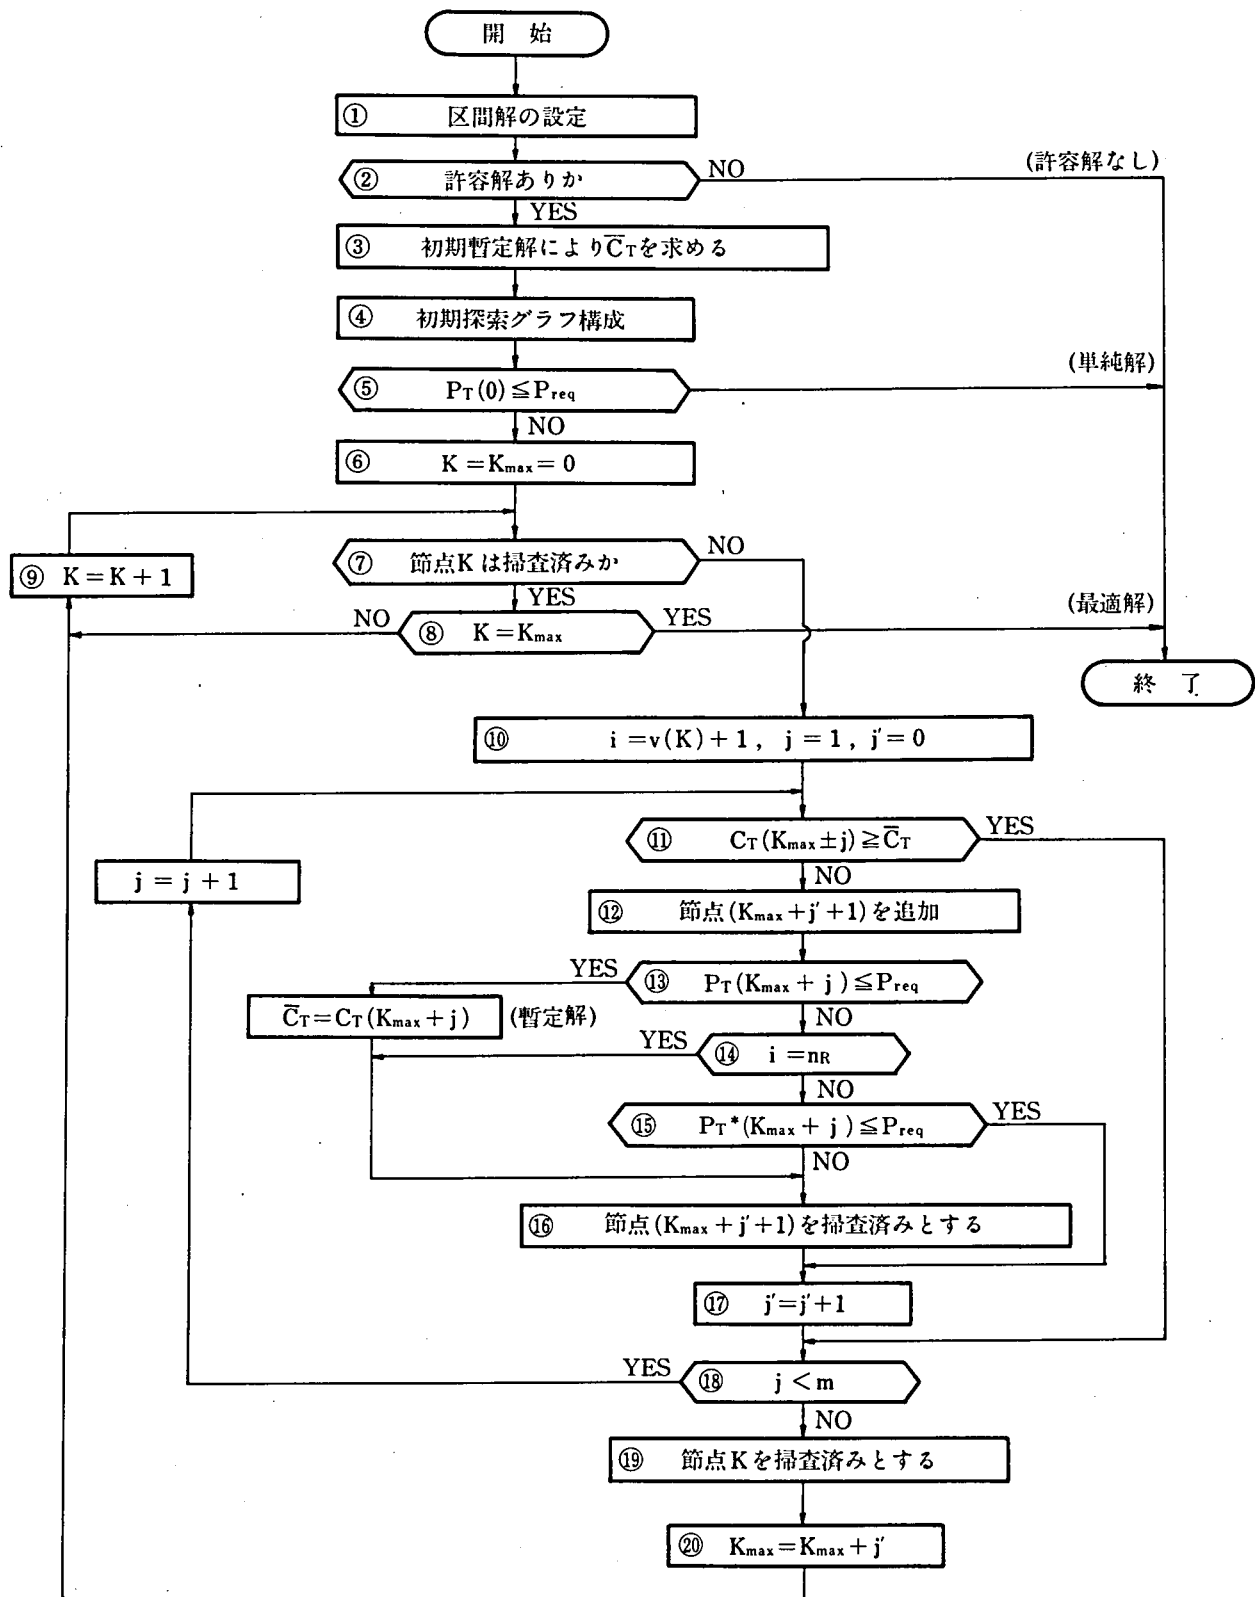 開 始
① 区間解の設定
② 許容解ありか
NO
(許容解なし)
YES
③ 初期暫定解によりC̅Tを求める
④ 初期探索グラフ構成
⑤ PT(0)≦Preq
(単純解)
NO
⑥ K=Kmax=0
⑦ 節点Kは掃査済みか
NO
⑨ K=K+1
YES
NO
⑧ K=Kmax
YES
(最適解)
終 了
⑩ i=v(K)+1, j=1, j′=0
⑪ CT(Kmax±j)≧C̅T
YES
NO
j=j+1
⑫ 節点(Kmax+j′+1)を追加
YES
⑬ PT(Kmax+j)≦Preq
C̅T=CT(Kmax+j)
(暫定解)
NO
YES
⑭ i=nR
NO
⑮ PT*(Kmax+j)≦Preq
YES
NO
⑯ 節点(Kmax+j′+1)を掃査済みとする
⑰ j′=j′+1
YES
⑱ j<m
NO
⑲ 節点Kを掃査済みとする
⑳ Kmax=Kmax+j′